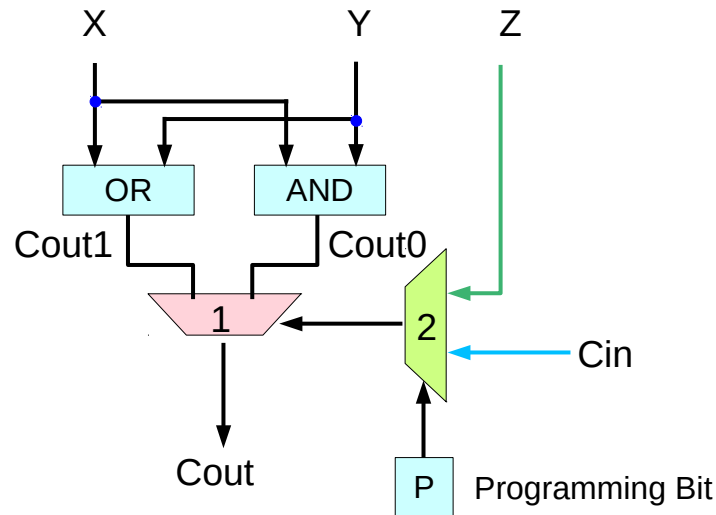 X Y Z
OR AND
Cout1 Cout0
1 2
Cin
Cout
P Programming Bit